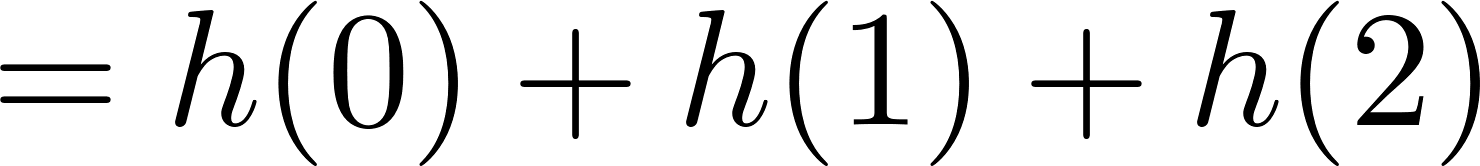 = h(0) + h(1) + h(2)